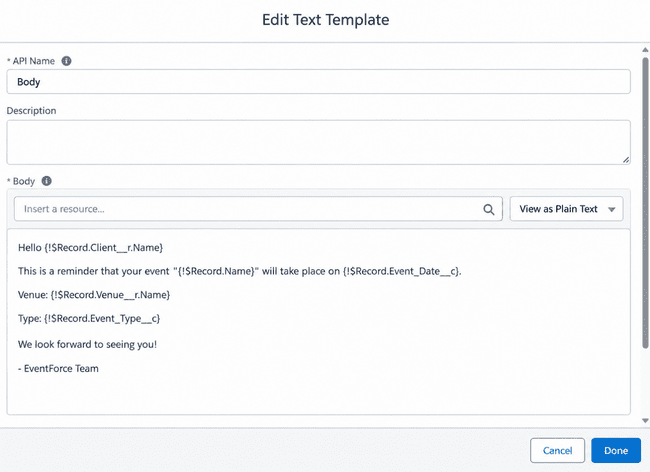 Edit Text Template
* API Name
Body
Description
* Body
Insert a resource...
View as Plain Text
Hello {!$Record.Client__r.Name}
This is a reminder that your event "{!$Record.Name}" will take place on {!$Record.Event_Date__c}.
Venue: {!$Record.Venue__r.Name}
Type: {!$Record.Event_Type__c}
We look forward to seeing you!
- EventForce Team
Cancel
Done